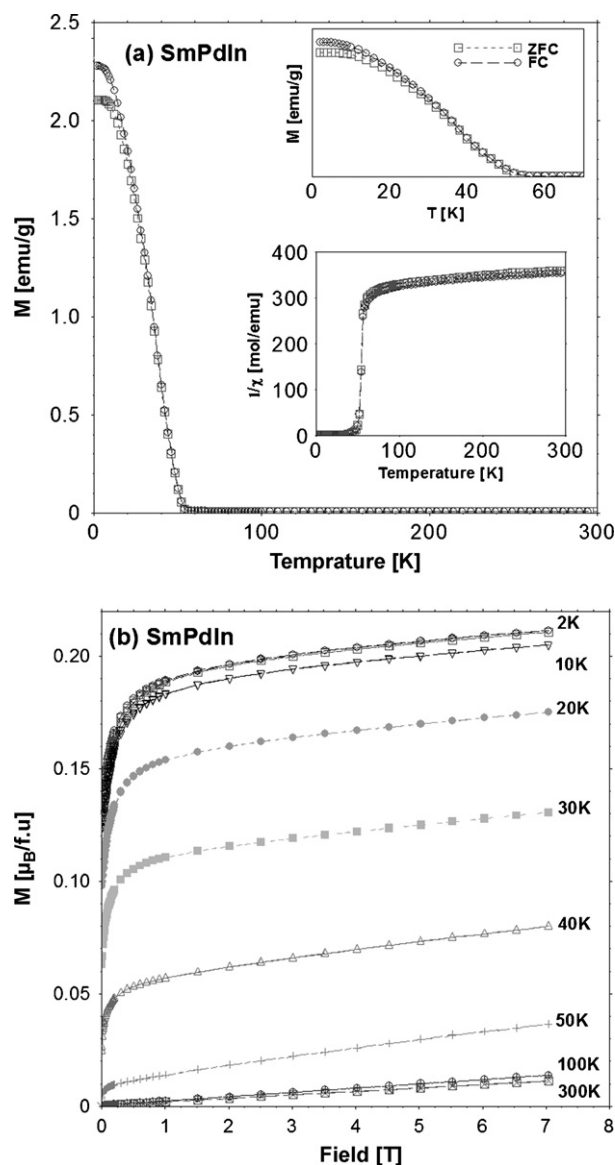 (a) SmPdIn
M [emu/g]
2.5
2.0
1.5
1.0
0.5
0
0 100 200 300
Temprature [K]
ZFC
FC
M [emu/g]
0 20 40 60
T [K]
1/χ [mol/emu]
400
300
200
100
0
0 100 200 300
Temperature [K]
(b) SmPdIn
M [μB/f.u]
0.20
0.15
0.10
0.05
0
2K
10K
20K
30K
40K
50K
100K
300K
0 1 2 3 4 5 6 7 8
Field [T]